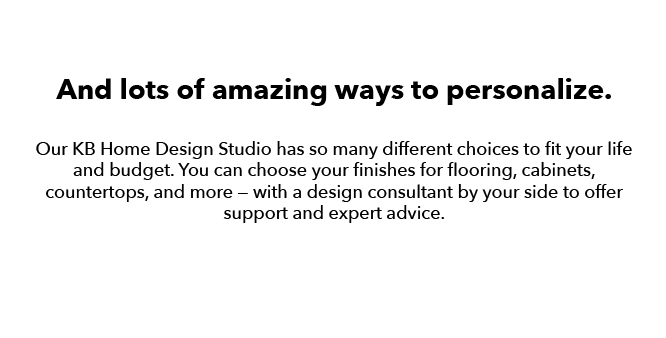 And lots of amazing ways to personalize.
Our KB Home Design Studio has so many different choices to fit your life
and budget. You can choose your finishes for flooring, cabinets,
countertops, and more – with a design consultant by your side to offer
support and expert advice.